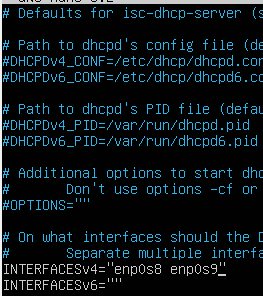 # Defaults for isc-dhcp-server (s
# Path to dhcpd's config file (de
#DHCPDv4_CONF=/etc/dhcp/dhcpd.con
#DHCPDv6_CONF=/etc/dhcp/dhcpd6.co
# Path to dhcpd's PID file (defau
#DHCPDv4_PID=/var/run/dhcpd.pid
#DHCPDv6_PID=/var/run/dhcpd6.pid
# Additional options to start dhc
#       Don't use options -cf or
#OPTIONS=""
# On what interfaces should the D
#       Separate multiple interfa
INTERFACESv4="enp0s8 enp0s9"
INTERFACESv6=""